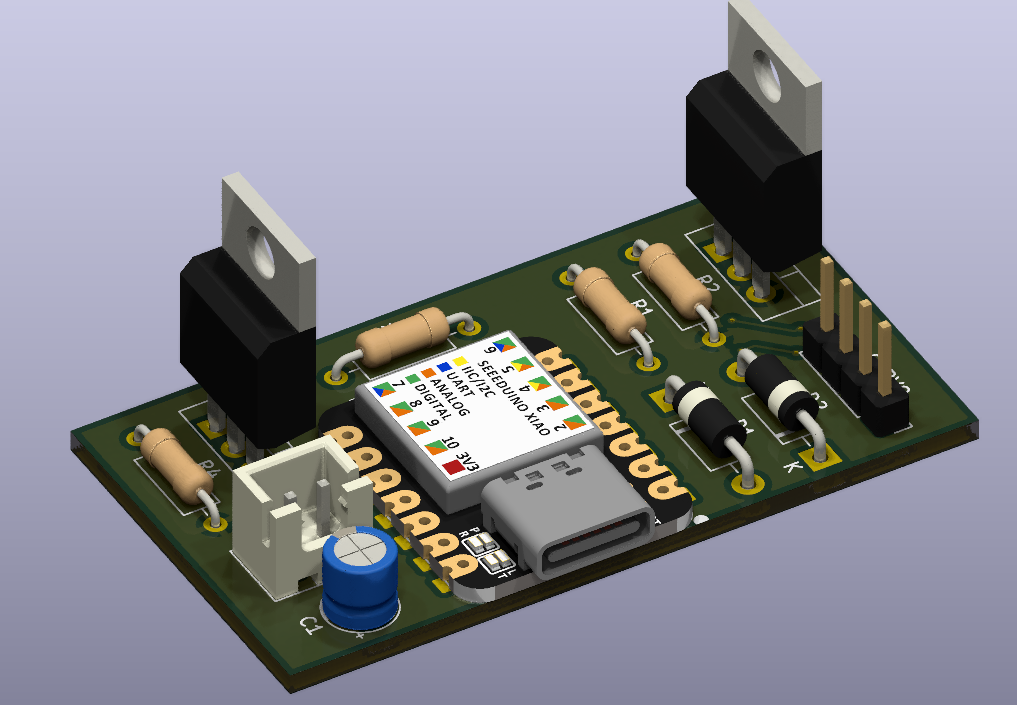 R2
R1
6
5
4
3
2
SEEEDUINO XIAO
IIC/I2C
UART
ANALOG
DIGITAL
7
8
9
10
3V3
K
C1
+